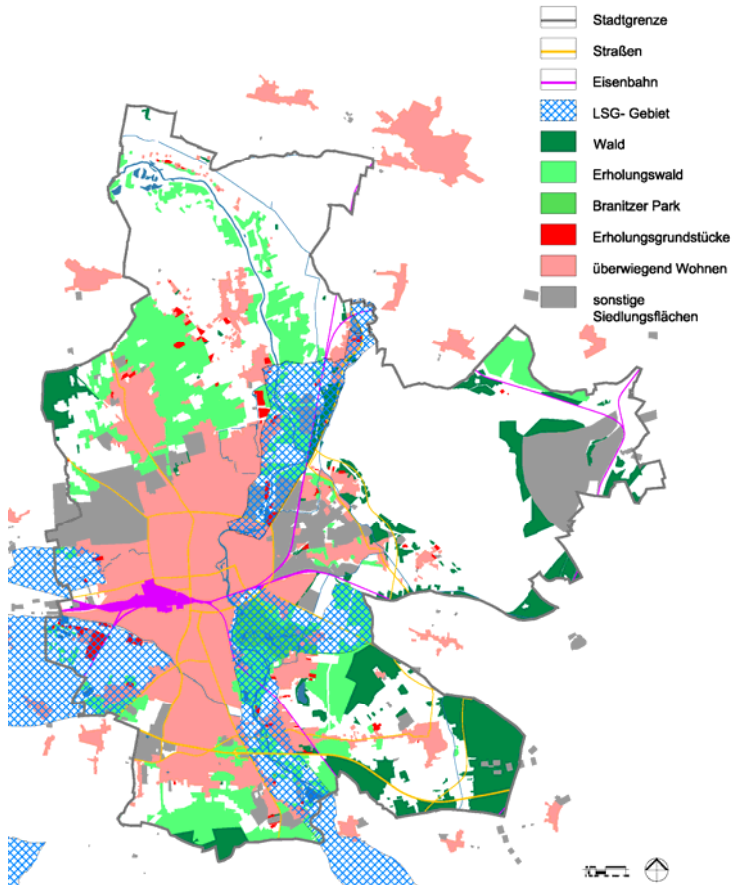 Stadtgrenze
Straßen
Eisenbahn
LSG- Gebiet
Wald
Erholungswald
Branitzer Park
Erholungsgrundstücke
überwiegend Wohnen
sonstige
Siedlungsflächen